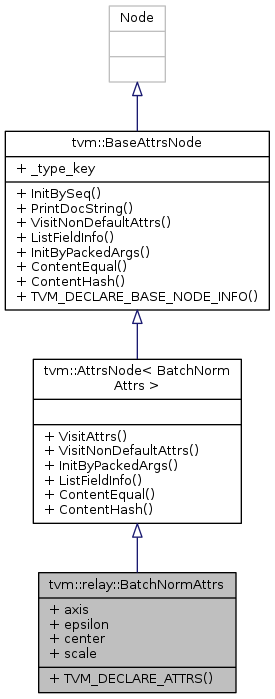 Node
tvm::BaseAttrsNode
+ _type_key
+ InitBySeq()
+ PrintDocString()
+ VisitNonDefaultAttrs()
+ ListFieldInfo()
+ InitByPackedArgs()
+ ContentEqual()
+ ContentHash()
+ TVM_DECLARE_BASE_NODE_INFO()
tvm::AttrsNode< BatchNorm
Attrs >
+ VisitAttrs()
+ VisitNonDefaultAttrs()
+ InitByPackedArgs()
+ ListFieldInfo()
+ ContentEqual()
+ ContentHash()
tvm::relay::BatchNormAttrs
+ axis
+ epsilon
+ center
+ scale
+ TVM_DECLARE_ATTRS()